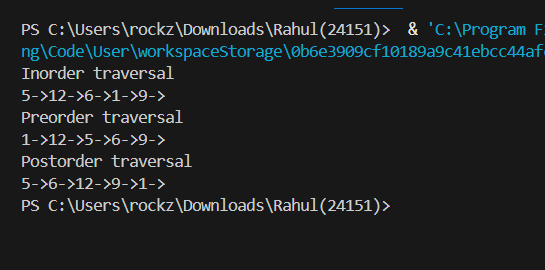 PS C:\Users\rockz\Downloads\Rahul(24151)>  & 'C:\Program F
ng\Code\User\workspaceStorage\0b6e3909cf10189a9c41ebcc44af
Inorder traversal
5->12->6->1->9->
Preorder traversal
1->12->5->6->9->
Postorder traversal
5->6->12->9->1->
PS C:\Users\rockz\Downloads\Rahul(24151)>